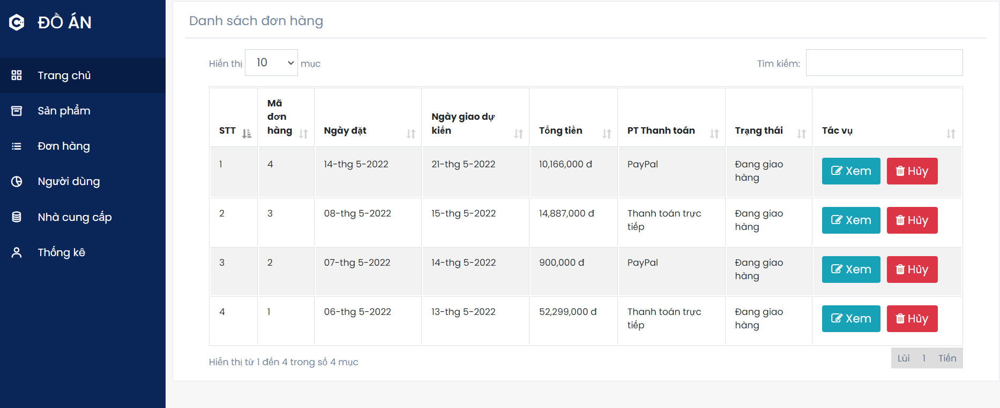 ĐỒ ÁN
Trang chủ
Sản phẩm
Đơn hàng
Người dùng
Nhà cung cấp
Thống kê
Danh sách đơn hàng
Hiển thị 10 mục
Tìm kiếm:
STT Mã đơn hàng Ngày đặt Ngày giao dự kiến Tổng tiền PT Thanh toán Trạng thái Tác vụ
1 4 14-thg 5-2022 21-thg 5-2022 10,166,000 đ PayPal Đang giao hàng Xem Hủy
2 3 08-thg 5-2022 15-thg 5-2022 14,887,000 đ Thanh toán trực tiếp Đang giao hàng Xem Hủy
3 2 07-thg 5-2022 14-thg 5-2022 900,000 đ PayPal Đang giao hàng Xem Hủy
4 1 06-thg 5-2022 13-thg 5-2022 52,299,000 đ Thanh toán trực tiếp Đang giao hàng Xem Hủy
Hiển thị từ 1 đến 4 trong số 4 mục
Lùi 1 Tiến